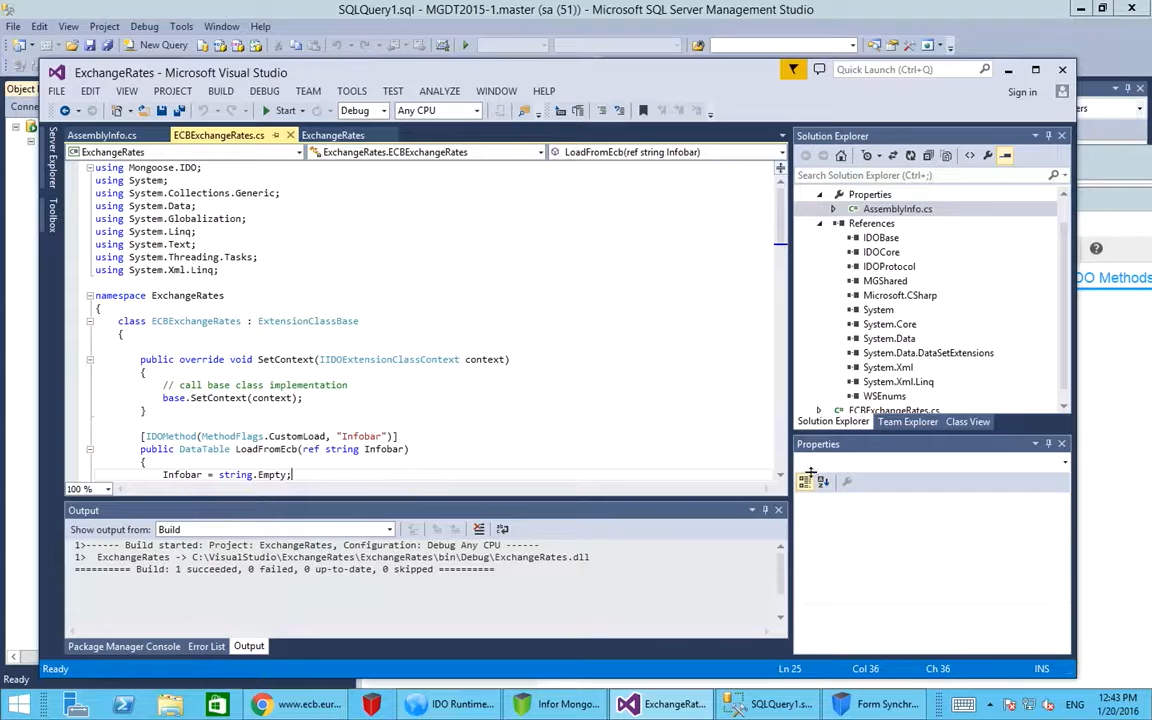 SQLQuery1.sql - MGDT2015-1.master (sa (51)) - Microsoft SQL Server Management Studio
File Edit View Project Debug Tools Window Help
New Query
Object
Conne
ExchangeRates - Microsoft Visual Studio
Quick Launch (Ctrl+Q)
FILE EDIT VIEW PROJECT BUILD DEBUG TEAM TOOLS TEST ANALYZE WINDOW HELP
Sign in
Start Debug Any CPU
Server Explorer
Toolbox
AssemblyInfo.cs ECBExchangeRates.cs ExchangeRates
ExchangeRates ExchangeRates.ECBExchangeRates LoadFromEcb(ref string Infobar)
using Mongoose.IDO;
using System;
using System.Collections.Generic;
using System.Data;
using System.Globalization;
using System.Linq;
using System.Text;
using System.Threading.Tasks;
using System.Xml.Linq;
namespace ExchangeRates
{
class ECBExchangeRates : ExtensionClassBase
{
public override void SetContext(IIDOExtensionClassContext context)
{
// call base class implementation
base.SetContext(context);
}
[IDOMethod(MethodFlags.CustomLoad, "Infobar")]
public DataTable LoadFromEcb(ref string Infobar)
{
Infobar = string.Empty;
100 %
Solution Explorer
Search Solution Explorer (Ctrl+;)
Properties
AssemblyInfo.cs
References
IDOBase
IDOCore
IDOProtocol
MGShared
Microsoft.CSharp
System
System.Core
System.Data
System.Data.DataSetExtensions
System.Xml
System.Xml.Linq
WSEnums
ECBExchangeRates.cs
Solution Explorer Team Explorer Class View
Properties
ers
DO Methods
Output
Show output from: Build
1>------ Build started: Project: ExchangeRates, Configuration: Debug Any CPU ------
1> ExchangeRates -> C:\VisualStudio\ExchangeRates\ExchangeRates\bin\Debug\ExchangeRates.dll
========== Build: 1 succeeded, 0 failed, 0 up-to-date, 0 skipped ==========
Package Manager Console Error List Output
Ready Ln 25 Col 36 Ch 36 INS
Ready
www.ecb.eur... IDO Runtime... Infor Mongo... ExchangeRat... SQLQuery1.s... Form Synchr...
ENG
12:43 PM
1/20/2016